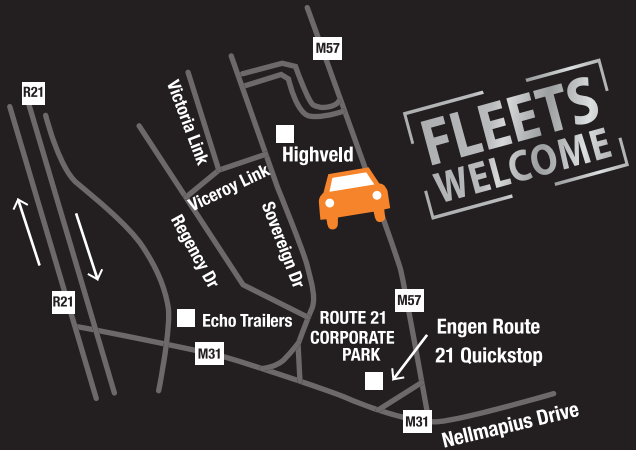 M57
R21
FLEETS
WELCOME
Victoria Link
Highveld
Viceroy Link
Regency Dr
Sovereign Dr
R21
M57
Echo Trailers
ROUTE 21
CORPORATE
PARK
Engen Route
21 Quickstop
M31
M31
Nellmapius Drive